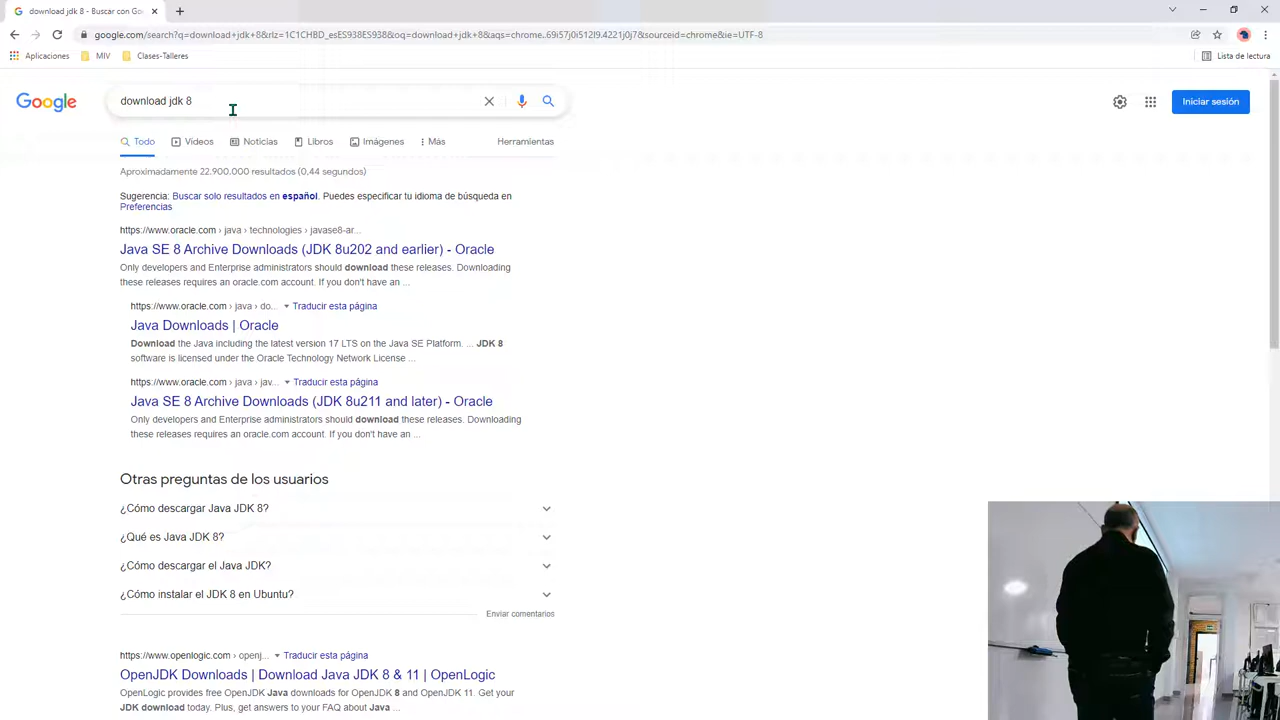 download jdk 8 - Buscar con Goo
google.com/search?q=download+jdk+8&rlz=1C1CHBD_esES938ES938&oq=download+jdk+8&aqs=chrome..69i57j0i512l9.4221j0j7&sourceid=chrome&ie=UTF-8
Aplicaciones MIV Clases-Talleres Lista de lectura
Google download jdk 8 Iniciar sesión
Todo Vídeos Noticias Libros Imágenes Más Herramientas
Aproximadamente 22.900.000 resultados (0,44 segundos)
Sugerencia: Buscar solo resultados en español. Puedes especificar tu idioma de búsqueda en
Preferencias
https://www.oracle.com › java › technologies › javase8-ar...
Java SE 8 Archive Downloads (JDK 8u202 and earlier) - Oracle
Only developers and Enterprise administrators should download these releases. Downloading
these releases requires an oracle.com account. If you don't have an ...
https://www.oracle.com › java › do... Traducir esta página
Java Downloads | Oracle
Download the Java including the latest version 17 LTS on the Java SE Platform. ... JDK 8
software is licensed under the Oracle Technology Network License ...
https://www.oracle.com › java › jav... Traducir esta página
Java SE 8 Archive Downloads (JDK 8u211 and later) - Oracle
Only developers and Enterprise administrators should download these releases. Downloading
these releases requires an oracle.com account. If you don't have an ...
Otras preguntas de los usuarios
¿Cómo descargar Java JDK 8?
¿Qué es Java JDK 8?
¿Cómo descargar el Java JDK?
¿Cómo instalar el JDK 8 en Ubuntu?
Enviar comentarios
https://www.openlogic.com › openj... Traducir esta página
OpenJDK Downloads | Download Java JDK 8 & 11 | OpenLogic
OpenLogic provides free OpenJDK Java downloads for OpenJDK 8 and OpenJDK 11. Get your
JDK download today. Plus, get answers to your FAQ about Java ...